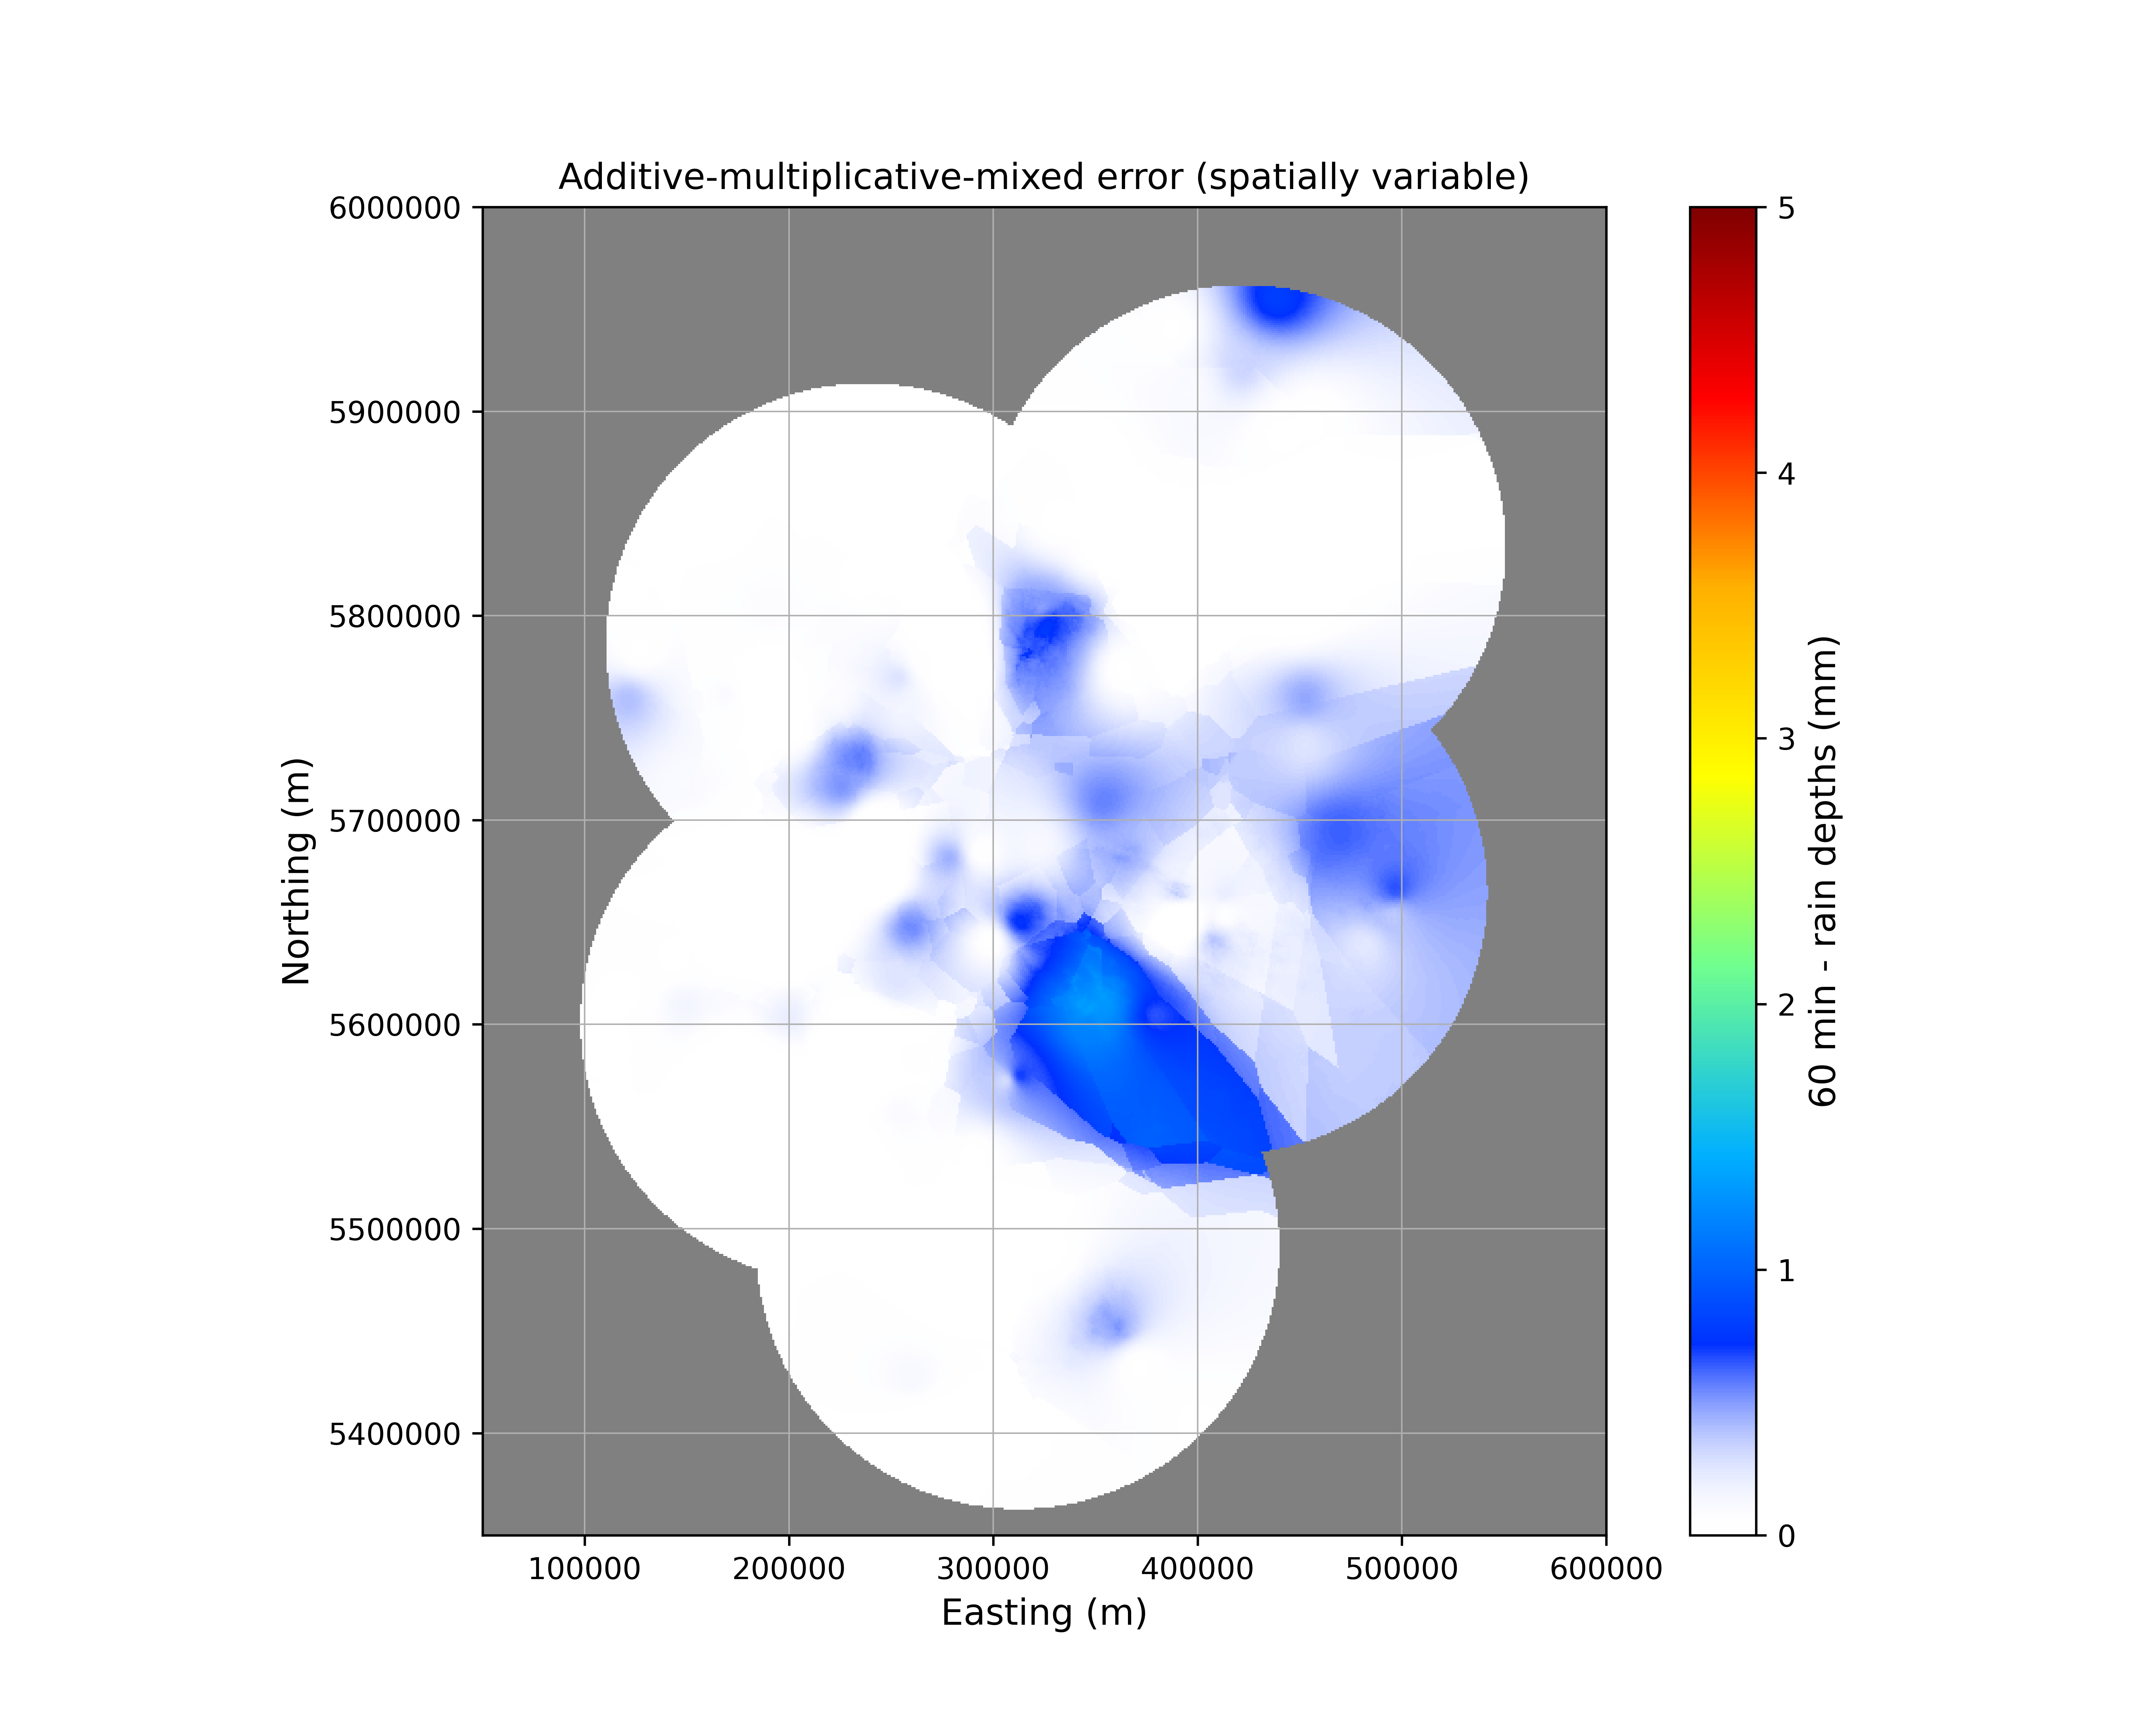 Additive-multiplicative-mixed error (spatially variable)
6000000
5900000
5800000
5700000
5600000
5500000
5400000
Northing (m)
100000 200000 300000 400000 500000 600000
Easting (m)
5
4
3
2
1
0
60 min - rain depths (mm)